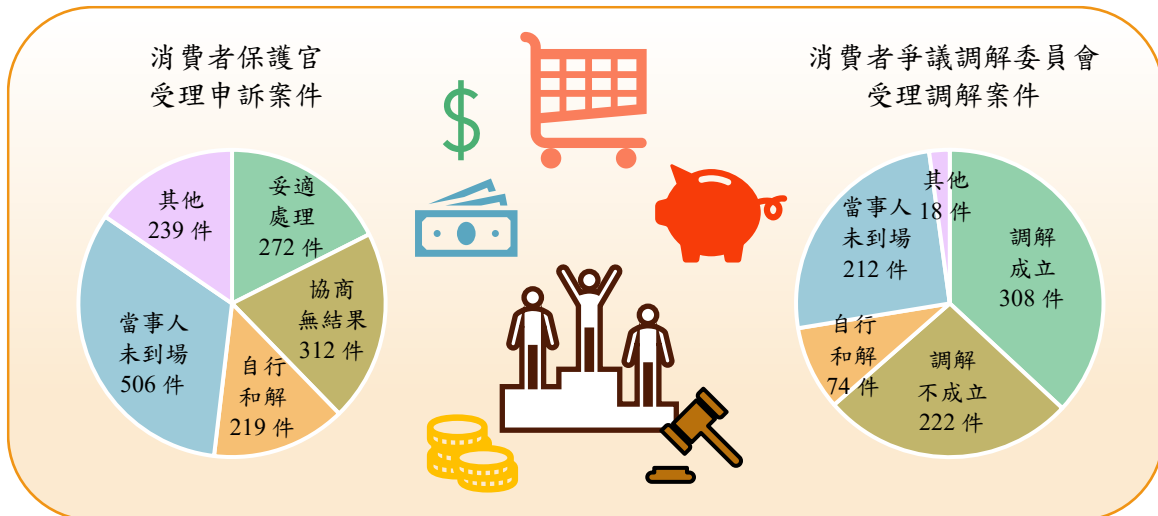 消費者保護官
受理申訴案件
妥適
處理
272 件
協商
無結果
312 件
自行
和解
219 件
當事人
未到場
506 件
其他
239 件
$
消費者爭議調解委員會
受理調解案件
調解
成立
308 件
調解
不成立
222 件
自行
和解
74 件
當事人
未到場
212 件
其他
18 件